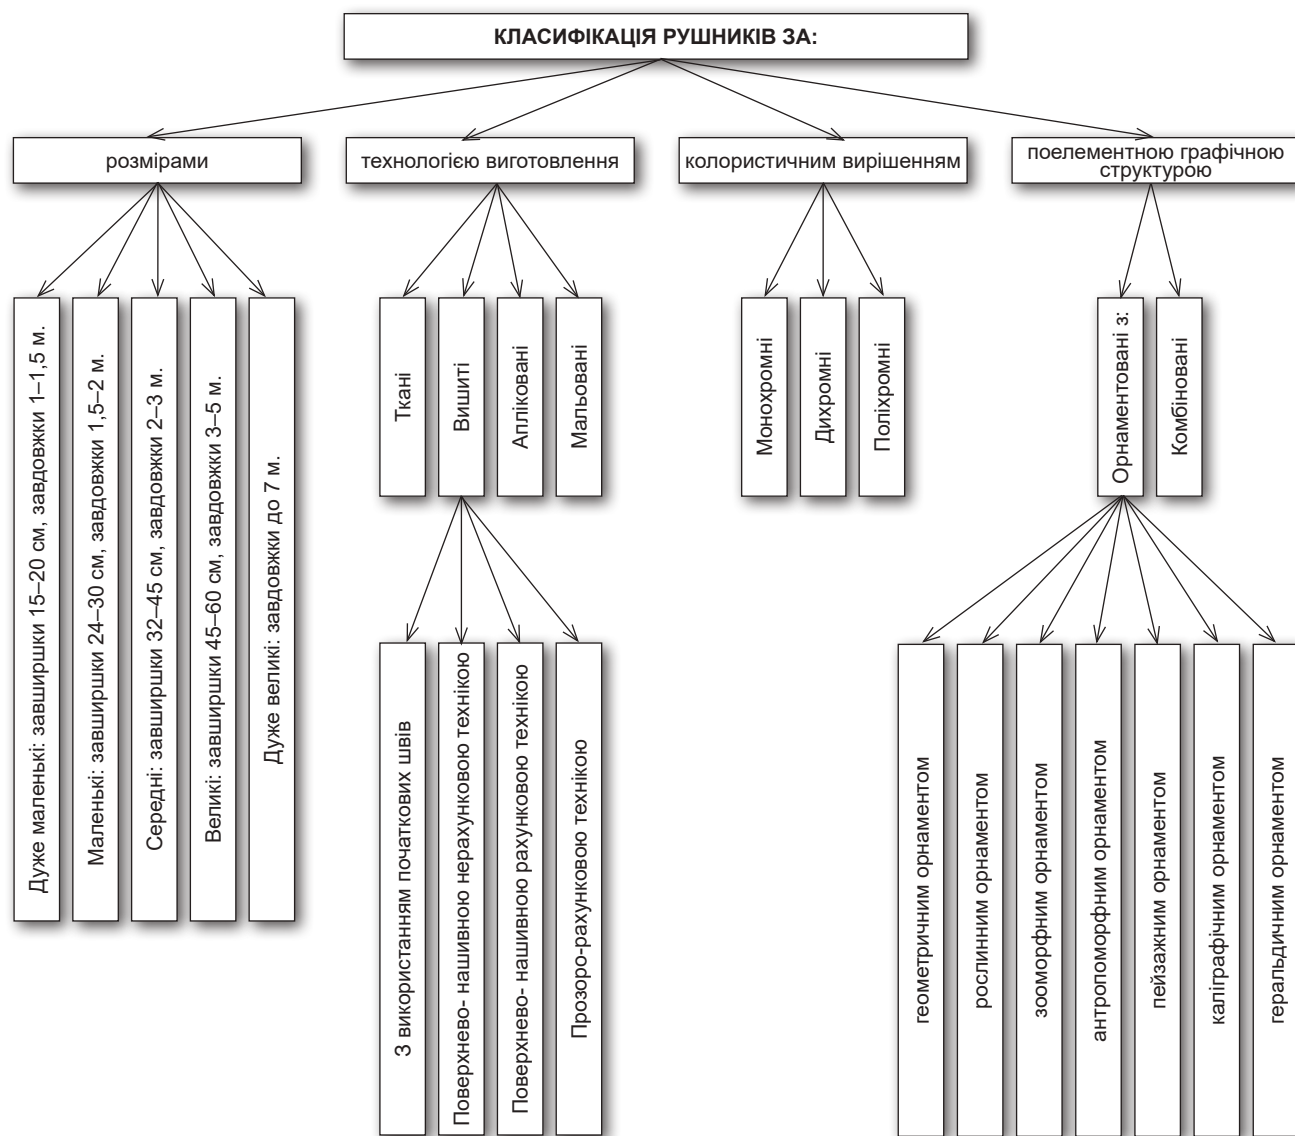 КЛАСИФІКАЦІЯ РУШНИКІВ ЗА:
розмірами
технологією виготовлення
колористичним вирішенням
поелементною графічною
структурою
Дуже маленькі: завширшки 15–20 см, завдовжки 1–1,5 м.
Маленькі: завширшки 24–30 см, завдовжки 1,5–2 м.
Середні: завширшки 32–45 см, завдовжки 2–3 м.
Великі: завширшки 45–60 см, завдовжки 3–5 м.
Дуже великі: завдовжки до 7 м.
Ткані
Вишиті
Апліковані
Мальовані
Монохромні
Дихромні
Поліхромні
Орнаментовані з:
Комбіновані
З використанням початкових швів
Поверхнево- нашивною нерахунковою технікою
Поверхнево- нашивною рахунковою технікою
Прозоро-рахунковою технікою
геометричним орнаментом
рослинним орнаментом
зооморфним орнаментом
антропоморфним орнаментом
пейзажним орнаментом
каліграфічним орнаментом
геральдичним орнаментом